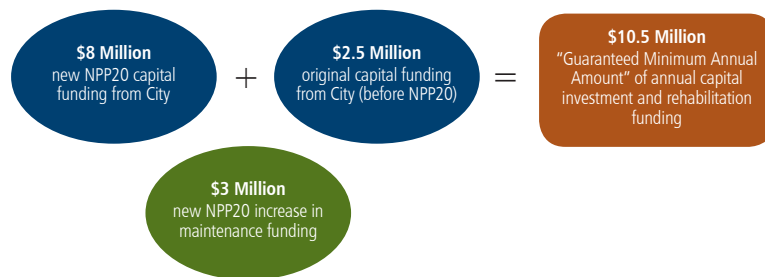 $8 Million
new NPP20 capital
funding from City
+
$2.5 Million
original capital funding
from City (before NPP20)
=
$10.5 Million
“Guaranteed Minimum Annual
Amount” of annual capital
investment and rehabilitation
funding
$3 Million
new NPP20 increase in
maintenance funding